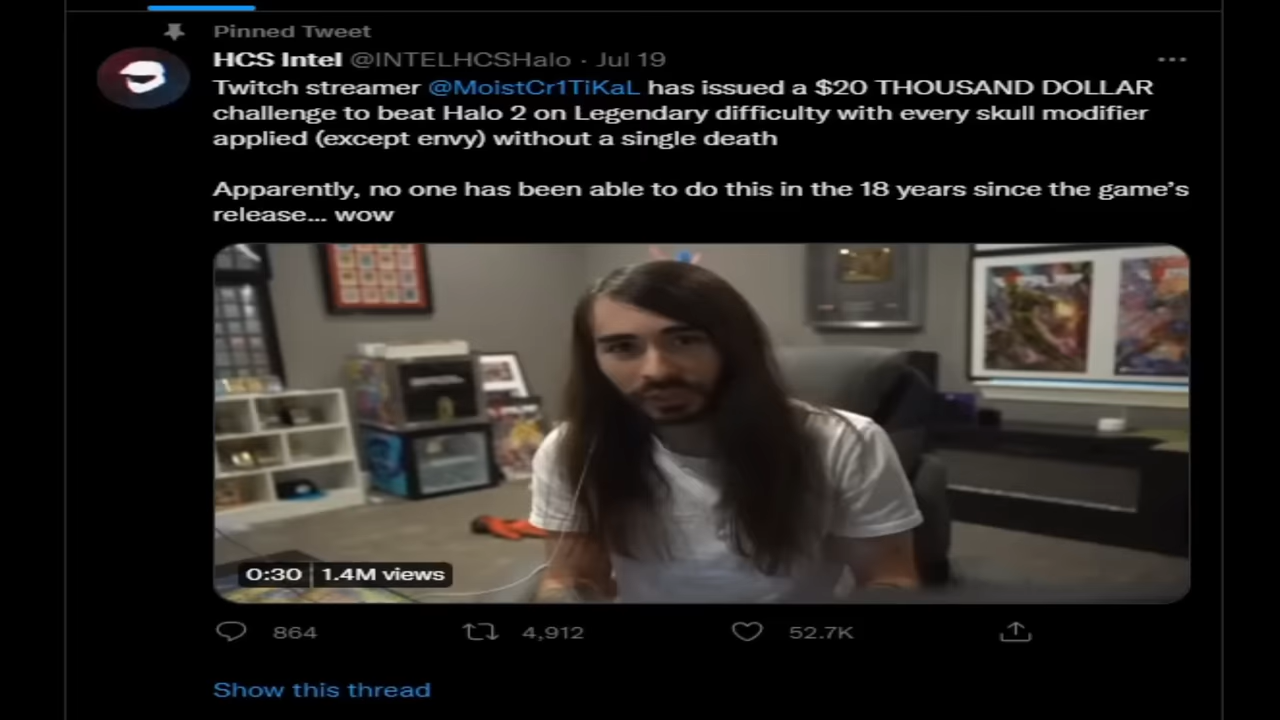 Pinned Tweet
HCS Intel @INTELHCSHalo · Jul 19
Twitch streamer @MoistCr1TiKaL has issued a $20 THOUSAND DOLLAR
challenge to beat Halo 2 on Legendary difficulty with every skull modifier
applied (except envy) without a single death
Apparently, no one has been able to do this in the 18 years since the game’s
release... wow
0:30 1.4M views
864 4,912 52.7K
Show this thread